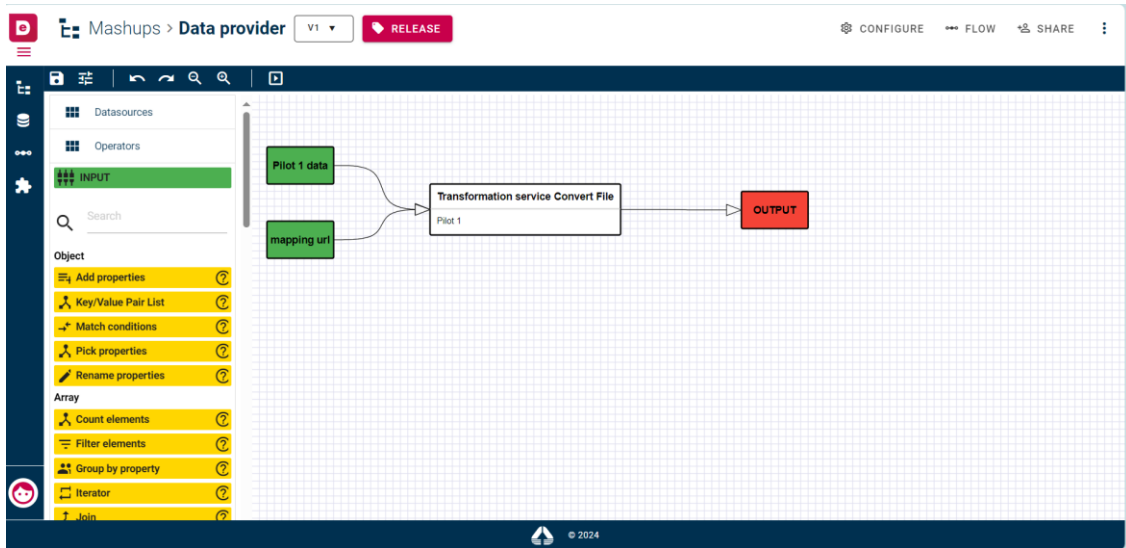 e
Mashups > Data provider
V1
RELEASE
CONFIGURE
FLOW
SHARE
Datasources
Operators
INPUT
Search
Object
Add properties
Key/Value Pair List
Match conditions
Pick properties
Rename properties
Array
Count elements
Filter elements
Group by property
Iterator
Join
Pilot 1 data
mapping url
Transformation service Convert File
Pilot 1
OUTPUT
© 2024